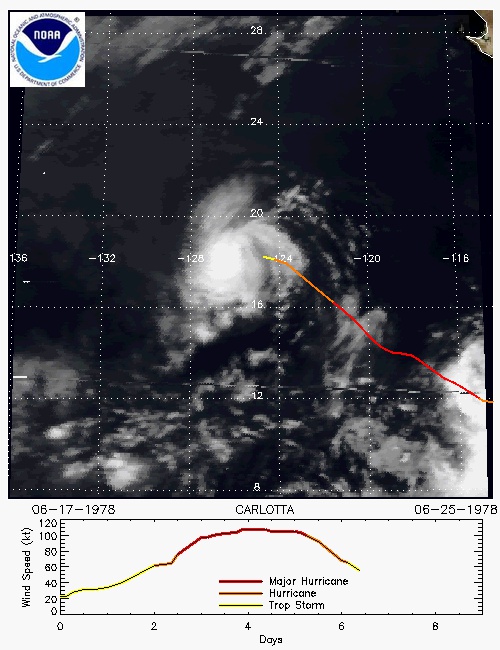 NATIONAL OCEANIC AND ATMOSPHERIC ADMINISTRATION
NOAA
U.S. DEPARTMENT OF COMMERCE
28
24
20
-136 -132 -128 -124 -120 -116
16
12
8
06-17-1978 CARLOTTA 06-25-1978
Wind Speed (kt)
120
100
80
60
40
20
0
Major Hurricane
Hurricane
Trop Storm
0 2 4 6 8
Days